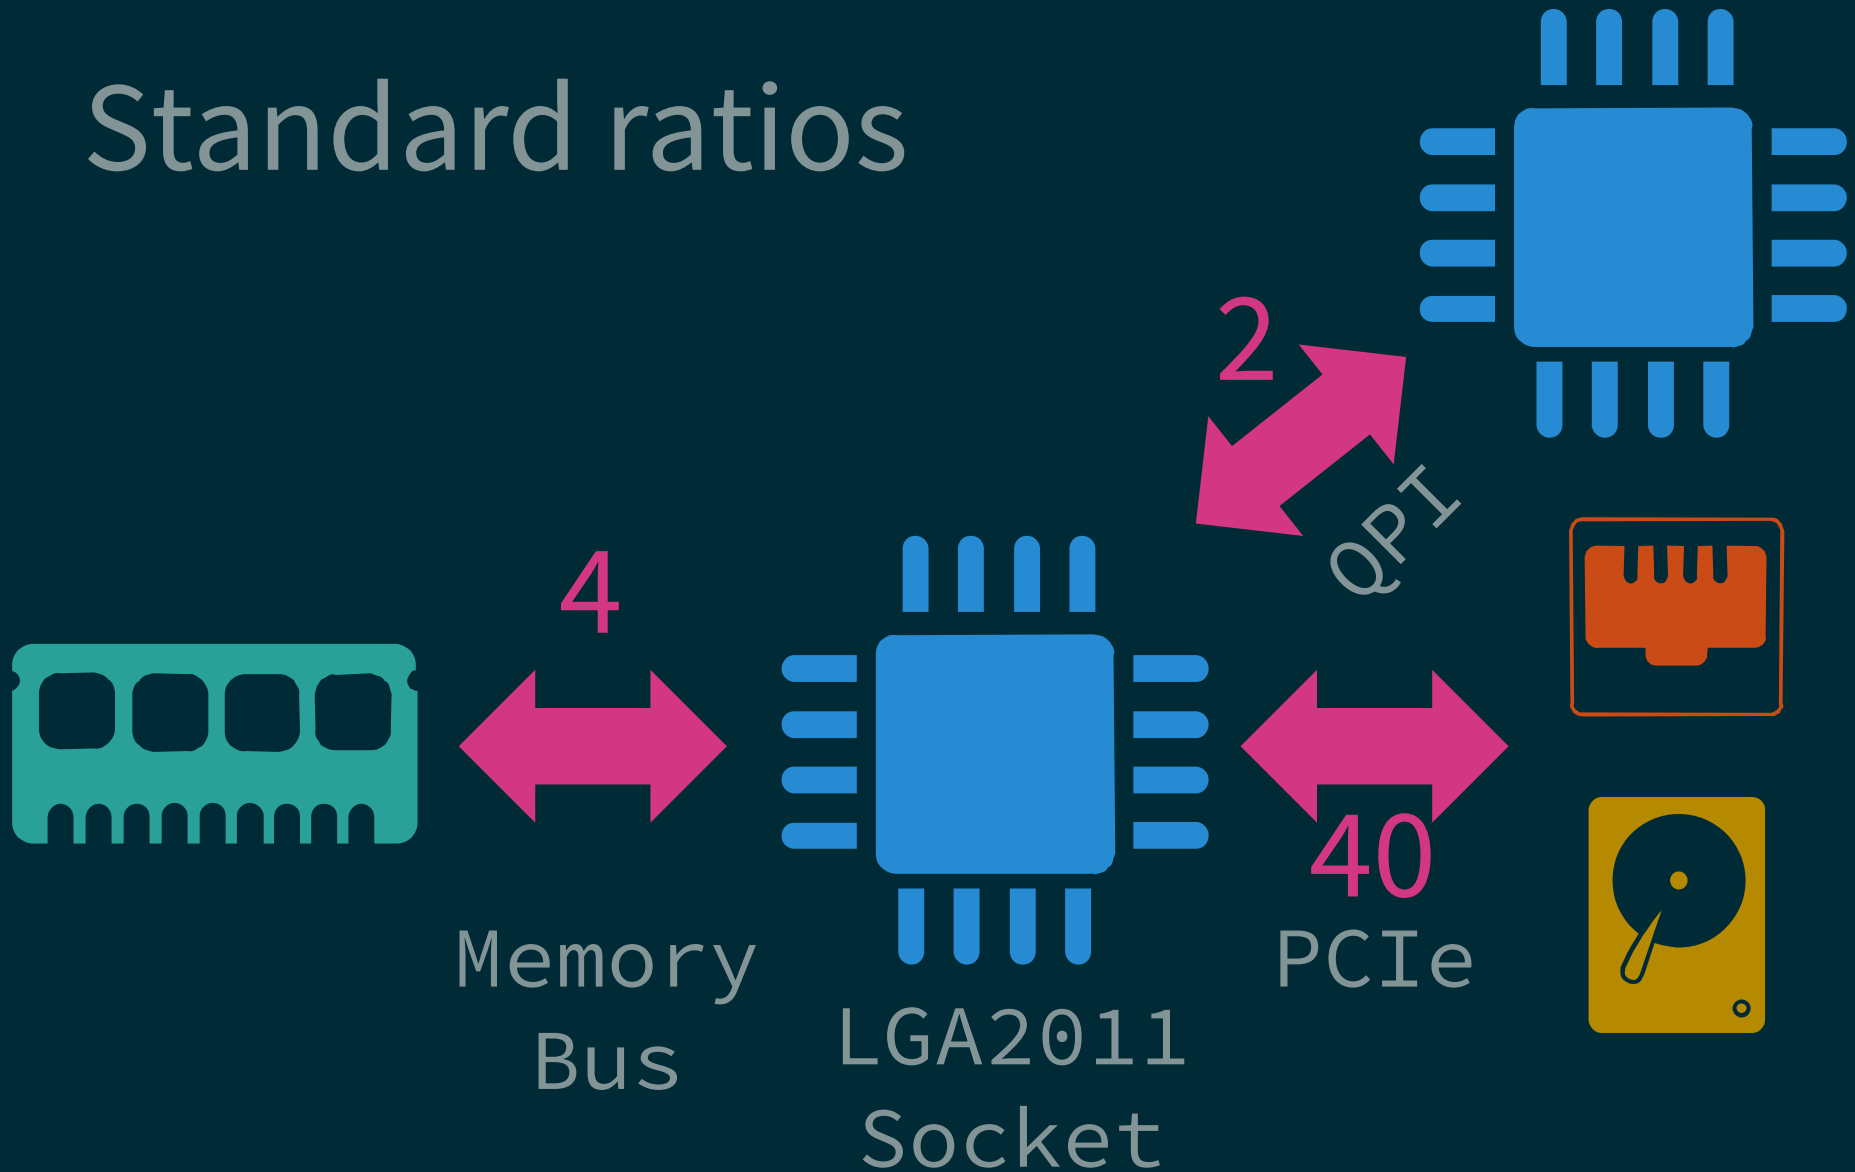 Standard ratios
2
QPI
4
40
Memory
Bus
PCIe
LGA2011
Socket